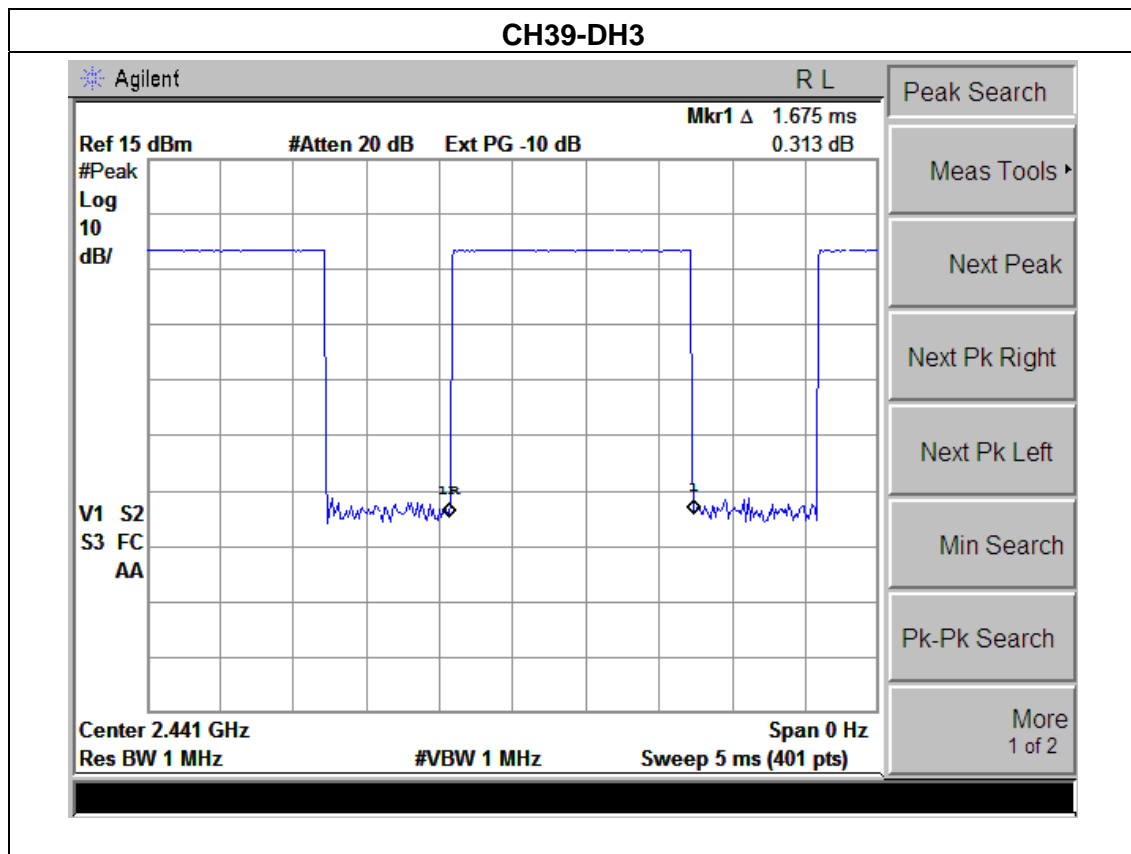 CH39-DH3
Agilent R L
Mkr1 Δ 1.675 ms
Ref 15 dBm #Atten 20 dB Ext PG -10 dB 0.313 dB
#Peak
Log
10
dB/
1R
1
V1 S2
S3 FC
AA
Center 2.441 GHz Span 0 Hz
Res BW 1 MHz #VBW 1 MHz Sweep 5 ms (401 pts)
Peak Search
Meas Tools
Next Peak
Next Pk Right
Next Pk Left
Min Search
Pk-Pk Search
More
1 of 2